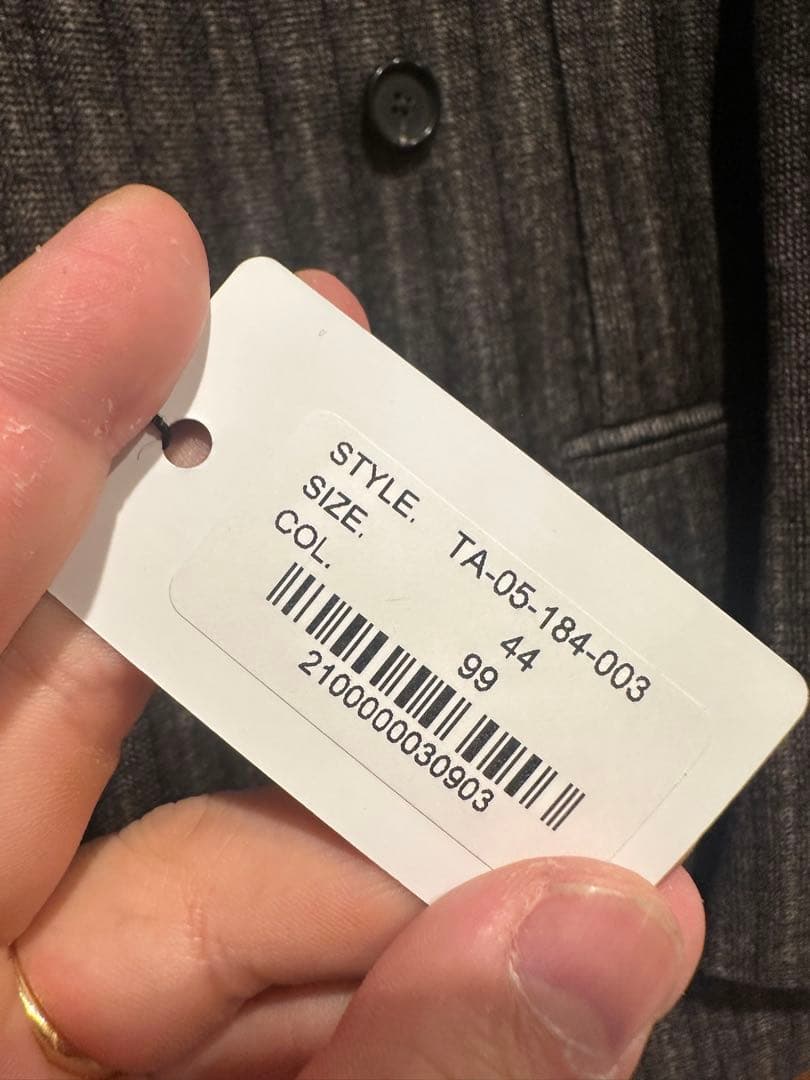 STYLE. TA-05-184-003
SIZE. 44
COL. 99
2100000030903